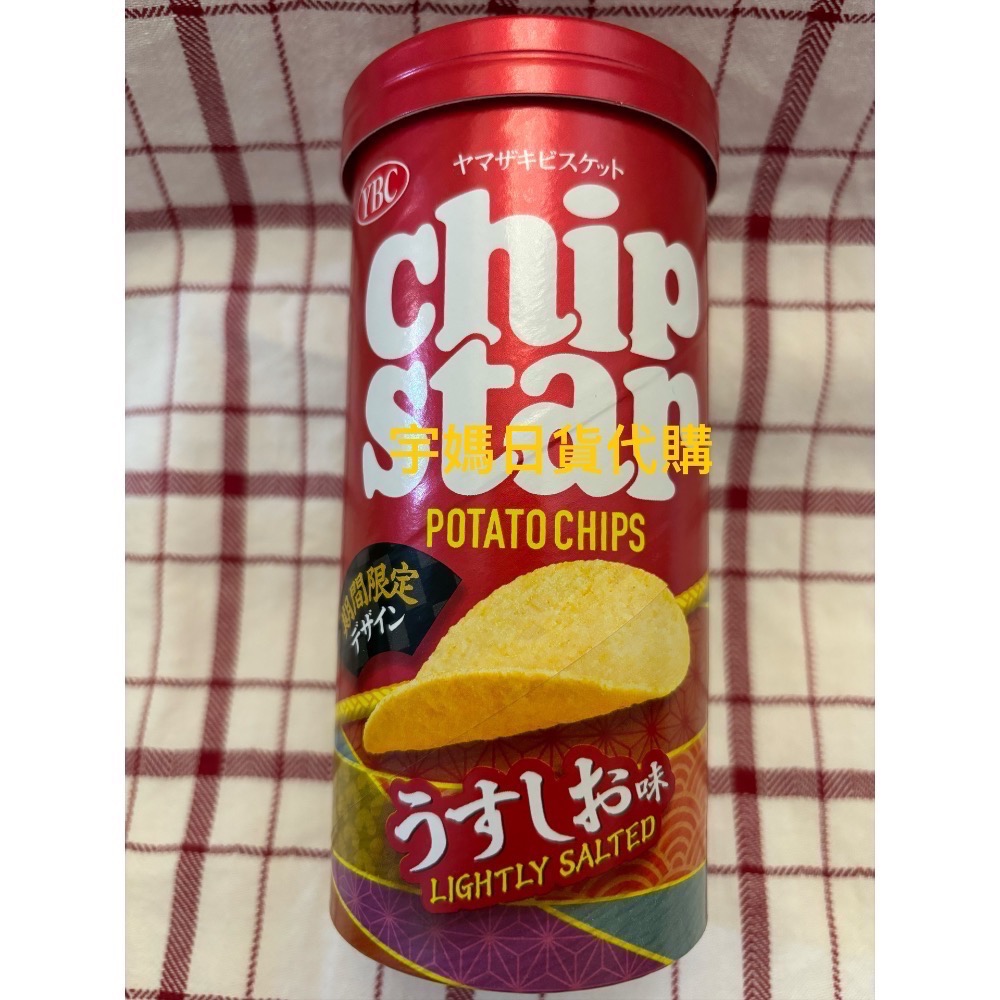 ヤマザキビスケット
YBC
chip
star
宇媽日貨代購
POTATO CHIPS
期間限定
デザイン
うすしお味
LIGHTLY SALTED